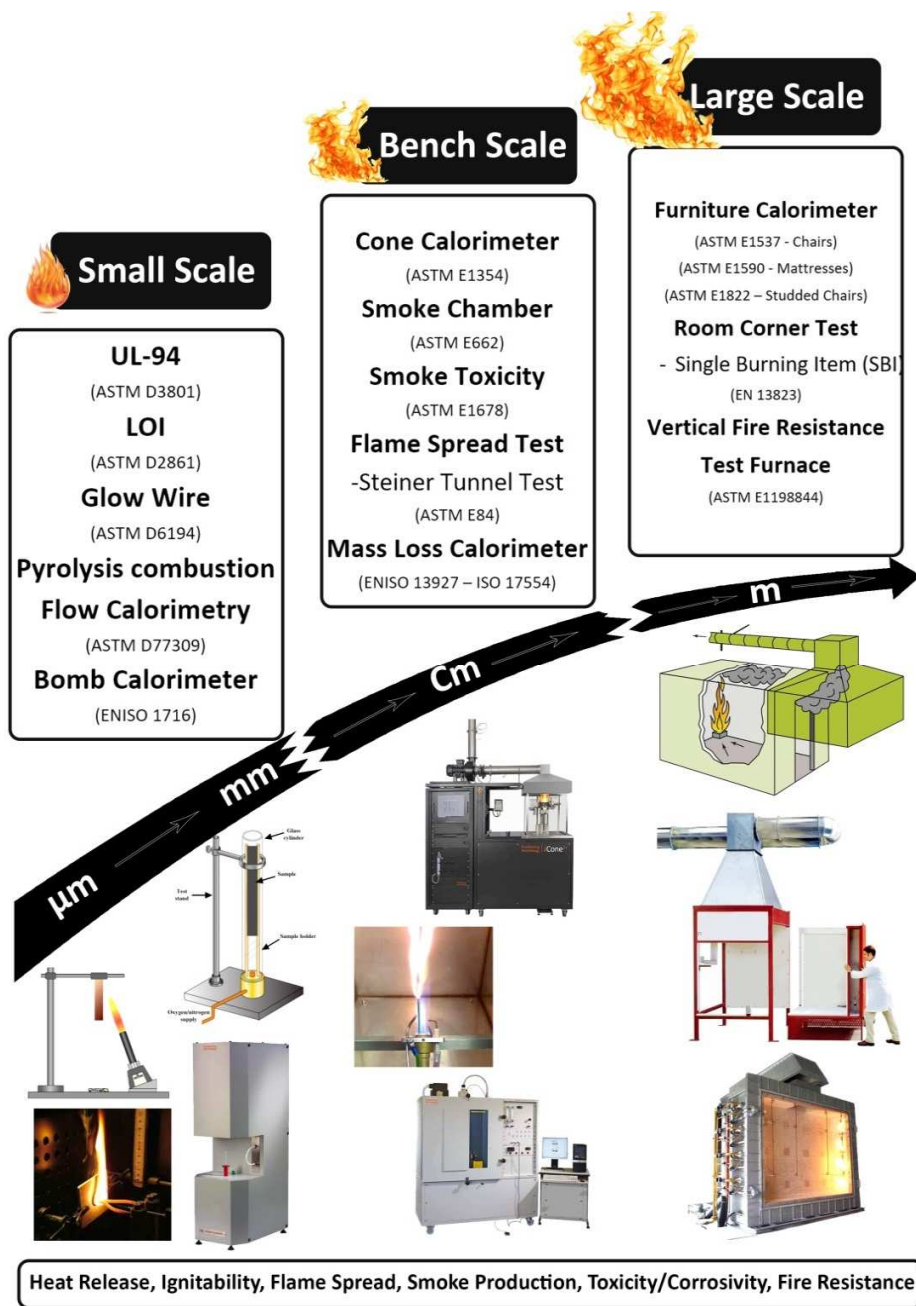 Large Scale
Furniture Calorimeter
(ASTM E1537 - Chairs)
(ASTM E1590 - Mattresses)
(ASTM E1822 – Studded Chairs)
Room Corner Test
- Single Burning Item (SBI)
(EN 13823)
Vertical Fire Resistance
Test Furnace
(ASTM E1198844)
Bench Scale
Cone Calorimeter
(ASTM E1354)
Smoke Chamber
(ASTM E662)
Smoke Toxicity
(ASTM E1678)
Flame Spread Test
-Steiner Tunnel Test
(ASTM E84)
Mass Loss Calorimeter
(ENISO 13927 – ISO 17554)
Small Scale
UL-94
(ASTM D3801)
LOI
(ASTM D2861)
Glow Wire
(ASTM D6194)
Pyrolysis combustion
Flow Calorimetry
(ASTM D77309)
Bomb Calorimeter
(ENISO 1716)
µm
mm
Cm
m
Glass
cylinder
Sample
Test
stand
Sample holder
Oxygen/nitrogen
supply
iCone
Heat Release, Ignitability, Flame Spread, Smoke Production, Toxicity/Corrosivity, Fire Resistance